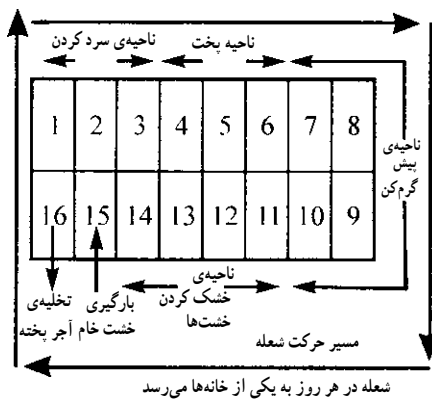 ناحیه‌ی سرد کردن
ناحیه پخت
1 2 3 4 5 6 7 8
ناحیه‌ی
پیش
گرم‌کن
16 15 14 13 12 11 10 9
تخلیه‌ی
آجر پخته
بارگیری
خشت خام
ناحیه‌ی
خشک کردن
خشت‌ها
مسیر حرکت شعله
شعله در هر روز به یکی از خانه‌ها می‌رسد